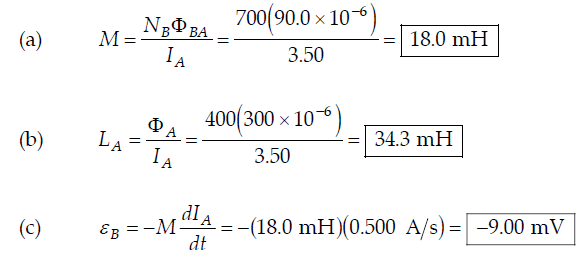 (a) M = N_BΦ_BA / I_A = 700(90.0 × 10⁻⁶) / 3.50 = 18.0 mH
(b) L_A = Φ_A / I_A = 400(300 × 10⁻⁶) / 3.50 = 34.3 mH
(c) ε_B = −M dI_A / dt = −(18.0 mH)(0.500 A/s) = −9.00 mV